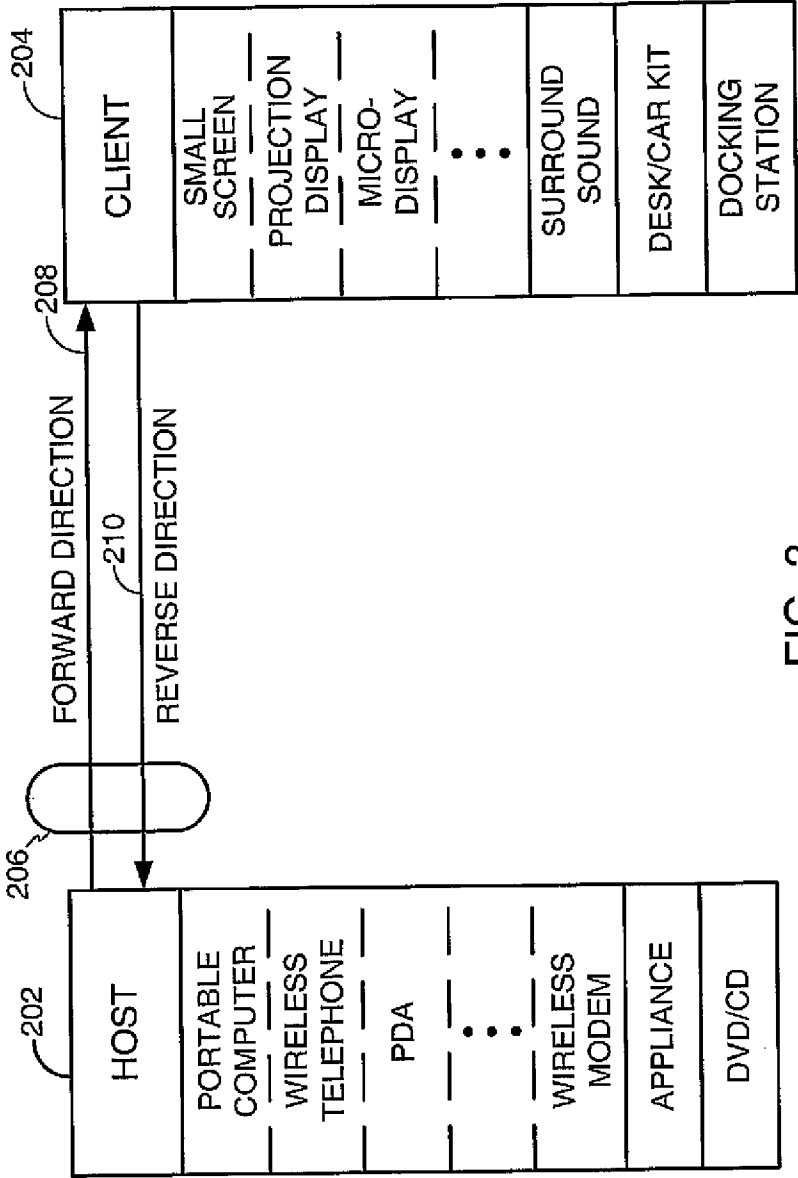 202
HOST
PORTABLE
COMPUTER
WIRELESS
TELEPHONE
PDA
• • •
WIRELESS
MODEM
APPLIANCE
DVD/CD
206
FORWARD DIRECTION
208
210
REVERSE DIRECTION
204
CLIENT
SMALL
SCREEN
PROJECTION
DISPLAY
MICRO-
DISPLAY
• • •
SURROUND
SOUND
DESK/CAR KIT
DOCKING
STATION
FIG.